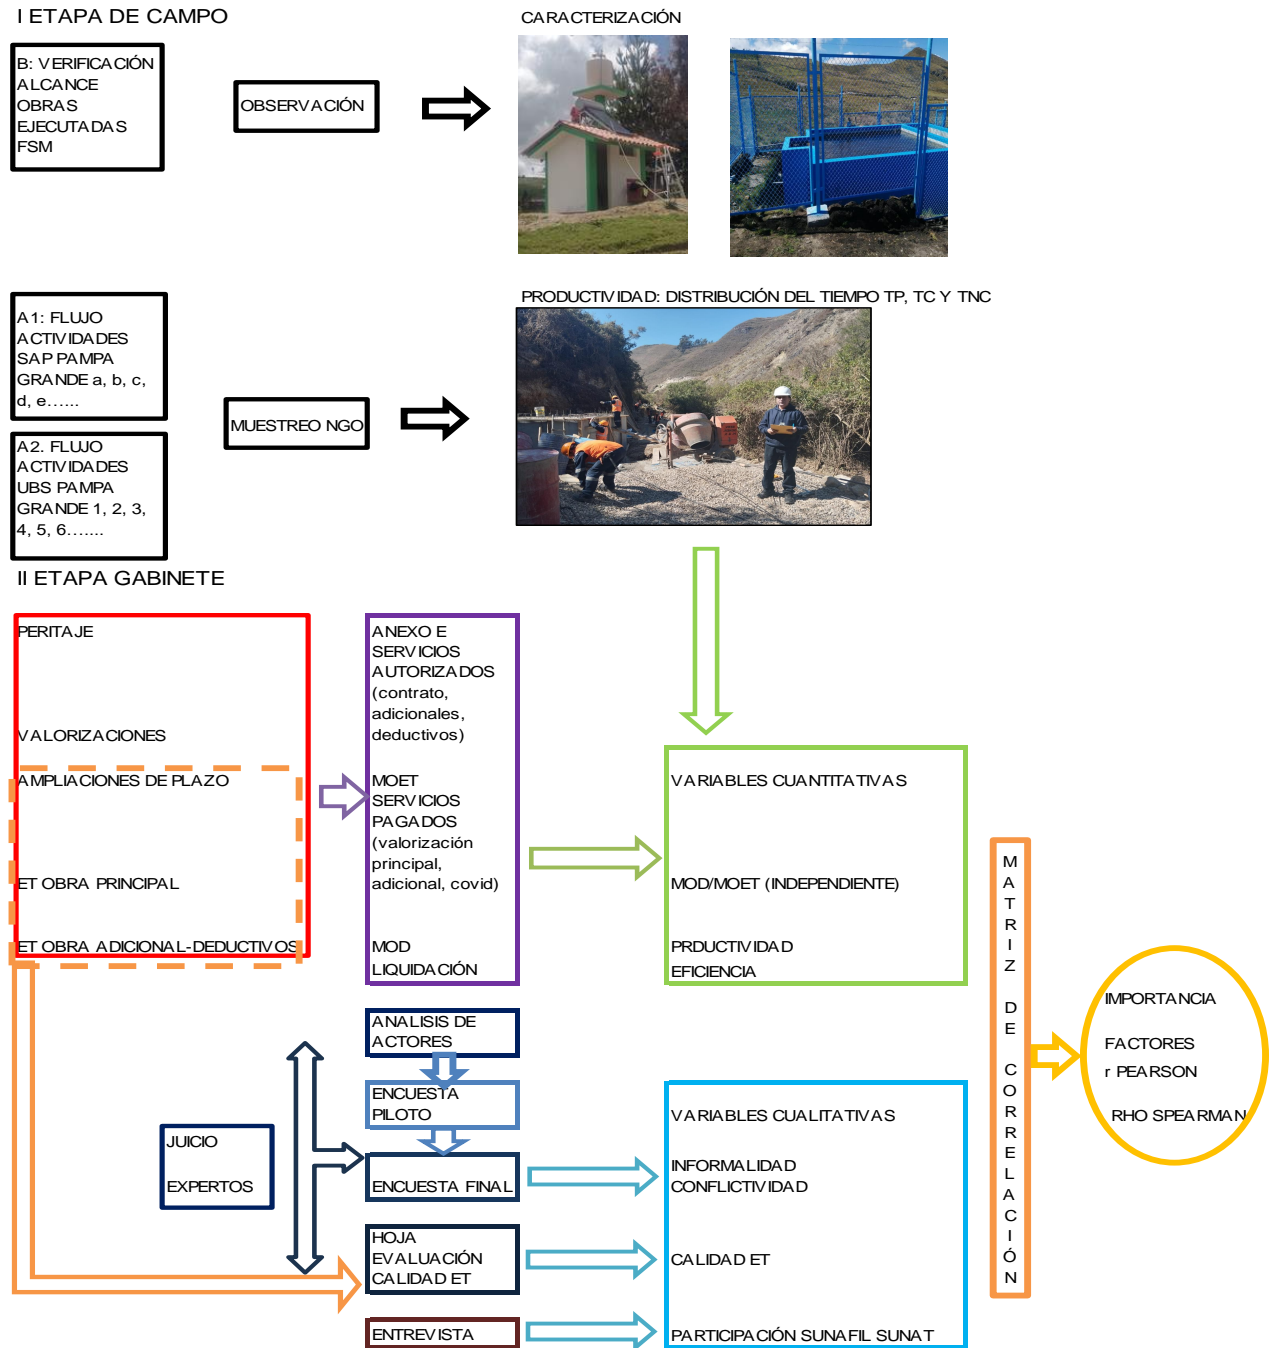 I ETAPA DE CAMPO
CARACTERIZACIÓN
B: VERIFICACIÓN
ALCANCE
OBRAS
EJECUTADAS
FSM
OBSERVACIÓN
PRODUCTIVIDAD: DISTRIBUCIÓN DEL TIEMPO TP, TC Y TNC
A1: FLUJO
ACTIVIDADES
SAP PAMPA
GRANDE a, b, c,
d, e…...
MUESTREO NGO
A2. FLUJO
ACTIVIDADES
UBS PAMPA
GRANDE 1, 2, 3,
4, 5, 6…....
II ETAPA GABINETE
PERITAJE
VALORIZACIONES
AMPLIACIONES DE PLAZO
ET OBRA PRINCIPAL
ET OBRA ADICIONAL-DEDUCTIVOS
ANEXO E
SERVICIOS
AUTORIZADOS
(contrato,
adicionales,
deductivos)
MOET
SERVICIOS
PAGADOS
(valorización
principal,
adicional, covid)
MOD
LIQUIDACIÓN
VARIABLES CUANTITATIVAS
MOD/MOET (INDEPENDIENTE)
PRDUCTIVIDAD
EFICIENCIA
ANALISIS DE
ACTORES
ENCUESTA
PILOTO
JUICIO
EXPERTOS
ENCUESTA FINAL
HOJA
EVALUACIÓN
CALIDAD ET
ENTREVISTA
VARIABLES CUALITATIVAS
INFORMALIDAD
CONFLICTIVIDAD
CALIDAD ET
PARTICIPACIÓN SUNAFIL SUNAT
MATRIZ DE CORRELACIÓN
IMPORTANCIA
FACTORES
r PEARSON
RHO SPEARMAN